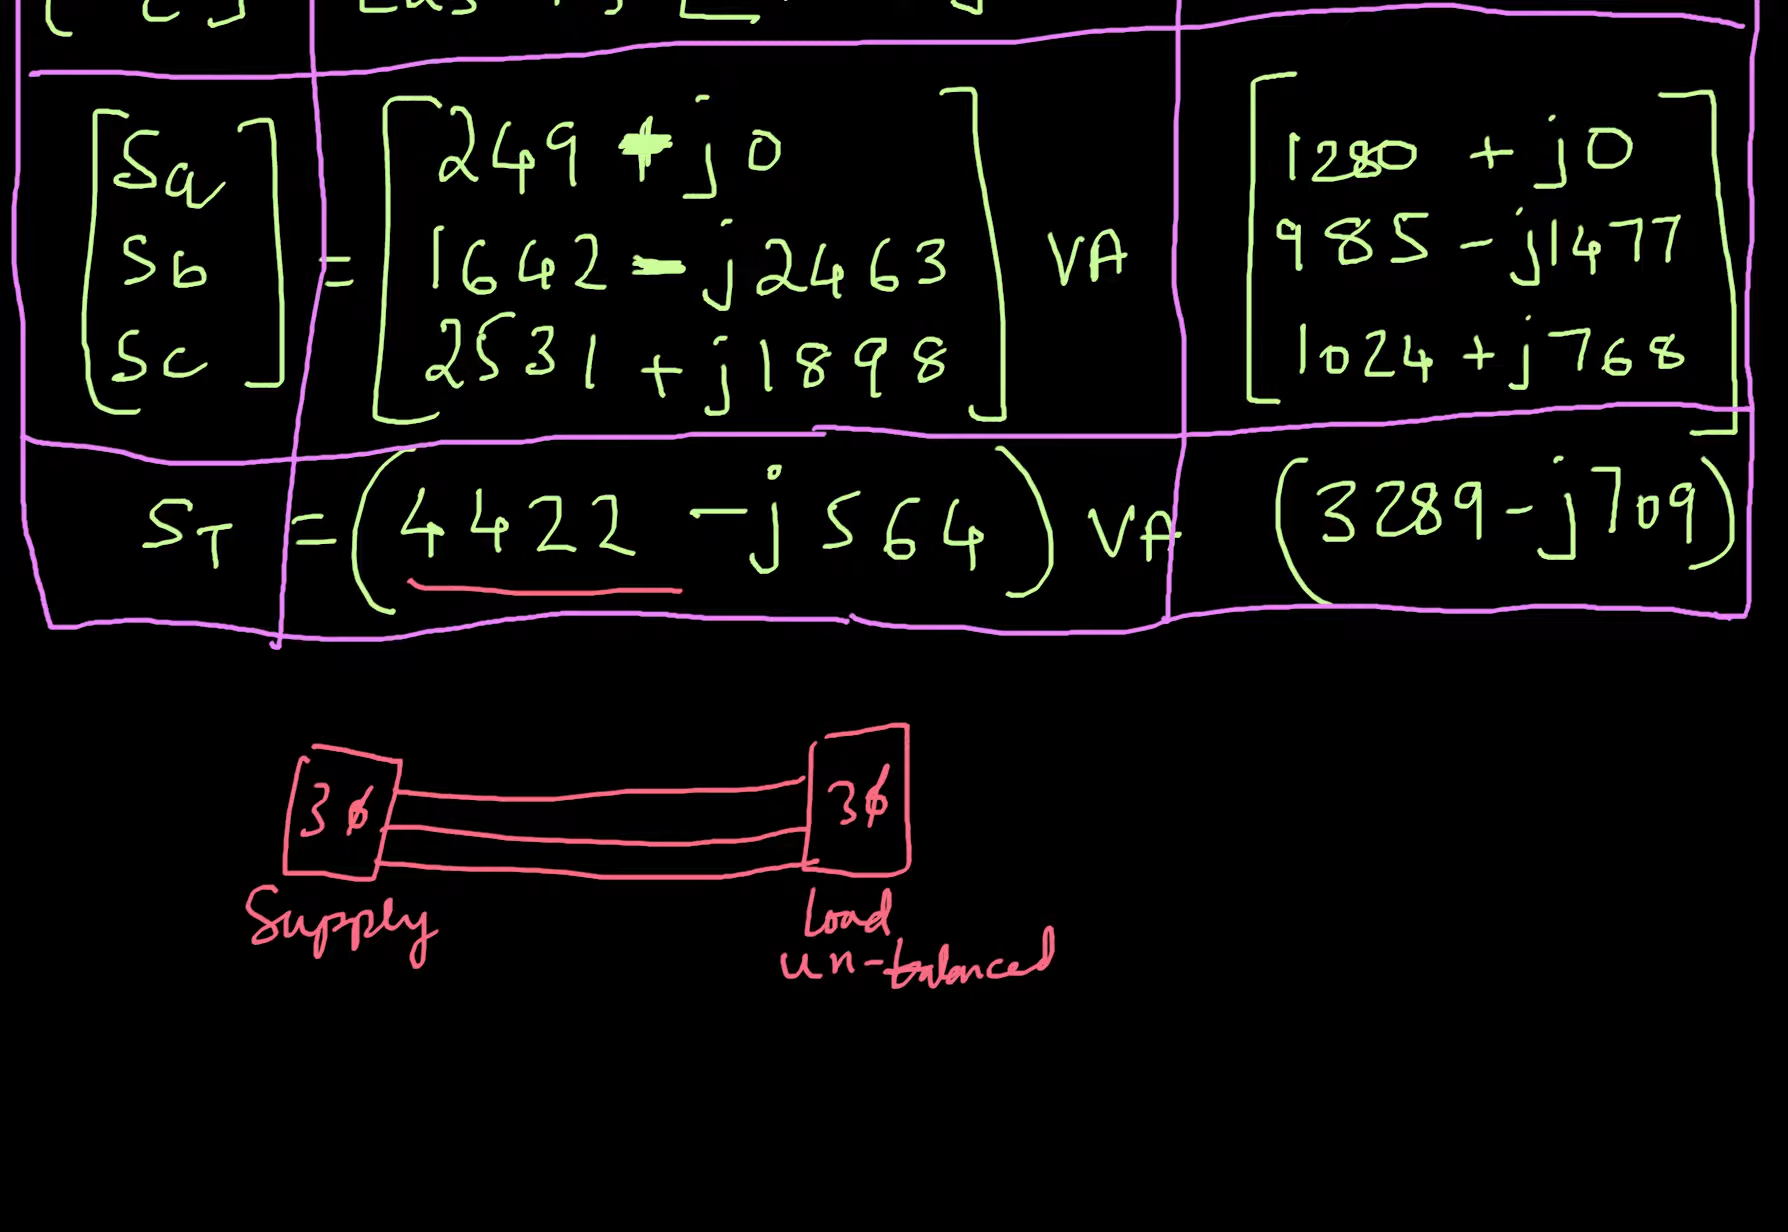 Sa 249 + j0 1280 + j0
Sb = 1642 - j2463 VA 985 - j1477
Sc 2531 + j1898 1024 + j768
ST = (4422 - j564) VA (3289 - j709)
3ϕ 3ϕ
Supply Load
un-balanced